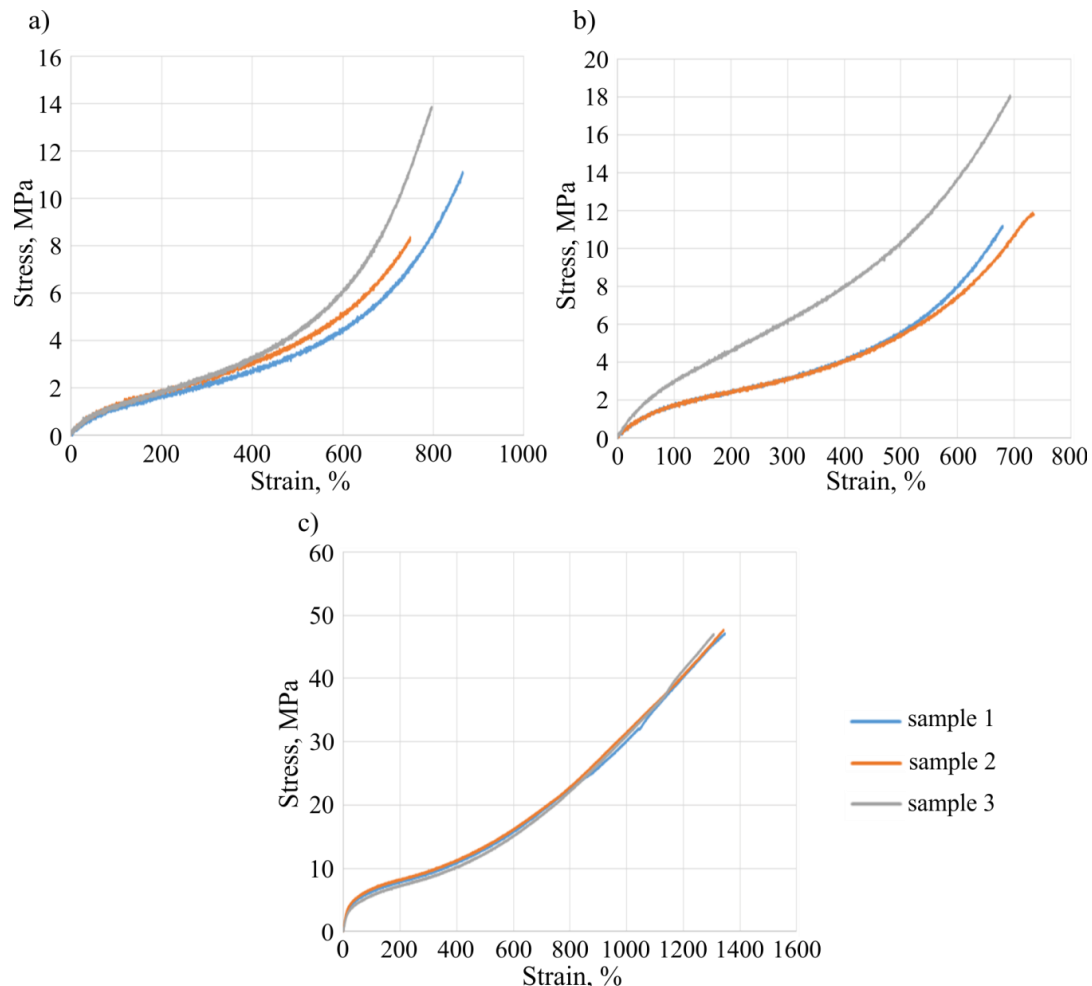 a)
16
14
12
10
8
6
4
2
0
Stress, MPa
0 200 400 600 800 1000
Strain, %
b)
20
18
16
14
12
10
8
6
4
2
0
Stress, MPa
0 100 200 300 400 500 600 700 800
Strain, %
c)
60
50
40
30
20
10
0
Stress, MPa
0 200 400 600 800 1000 1200 1400 1600
Strain, %
sample 1
sample 2
sample 3